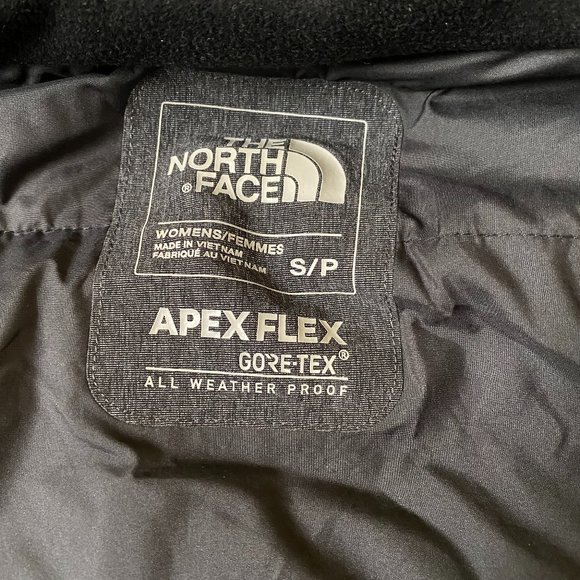 THE
NORTH
® FACE
WOMENS/FEMMES
MADE IN VIETNAM
FABRIQUÉ AU VIETNAM
S/P
APEX FLEX
GORE-TEX®
ALL WEATHER PROOF